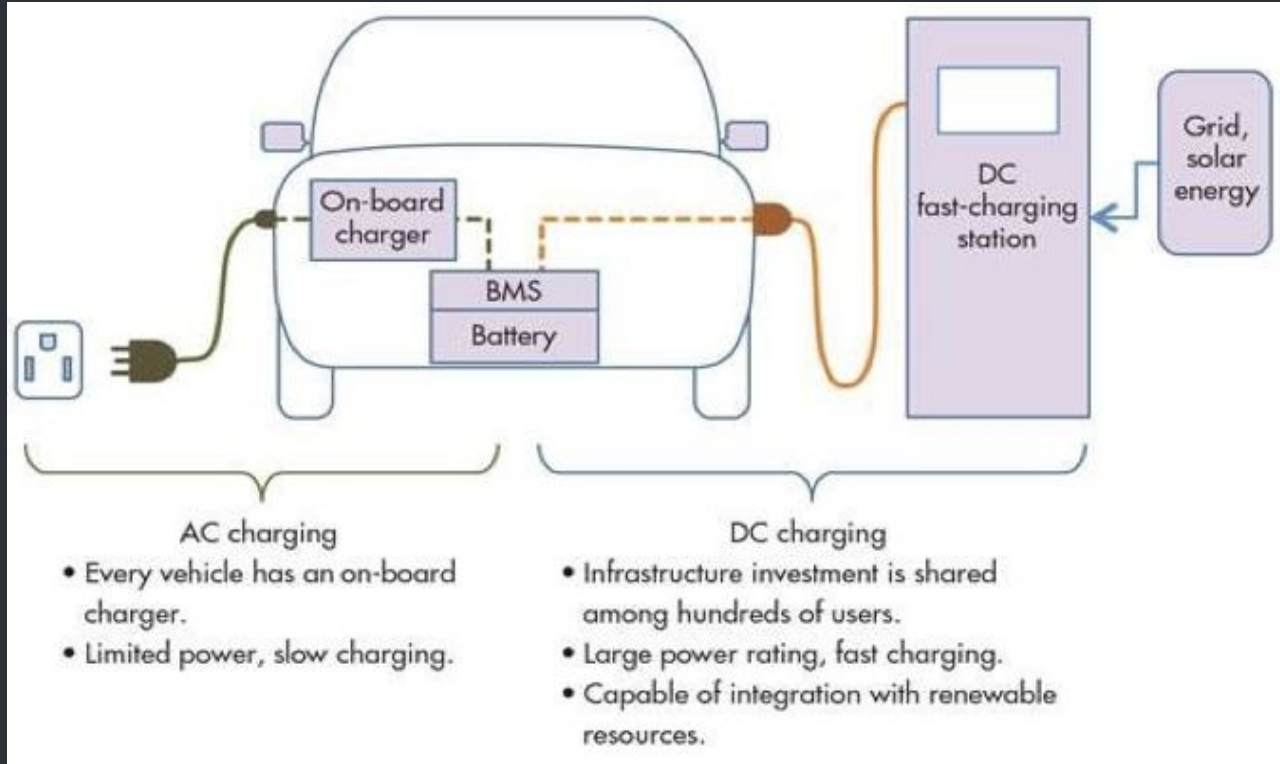 On-board
charger
BMS
Battery
DC
fast-charging
station
Grid,
solar
energy
AC charging
• Every vehicle has an on-board
charger.
• Limited power, slow charging.
DC charging
• Infrastructure investment is shared
among hundreds of users.
• Large power rating, fast charging.
• Capable of integration with renewable
resources.